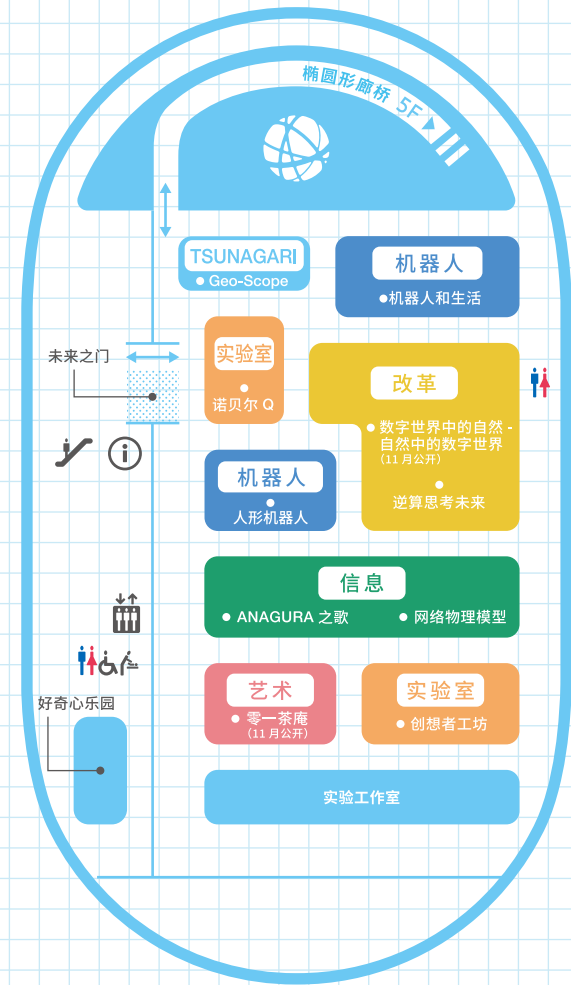 椭圆形廊桥 5F
TSUNAGARI
Geo-Scope
机器人
机器人和生活
未来之门
实验室
诺贝尔 Q
改革
数字世界中的自然 -
自然中的数字世界
（11 月公开）
逆算思考未来
机器人
人形机器人
信息
ANAGURA 之歌
网络物理模型
好奇心乐园
艺术
零一茶庵
（11 月公开）
实验室
创想者工坊
实验工作室